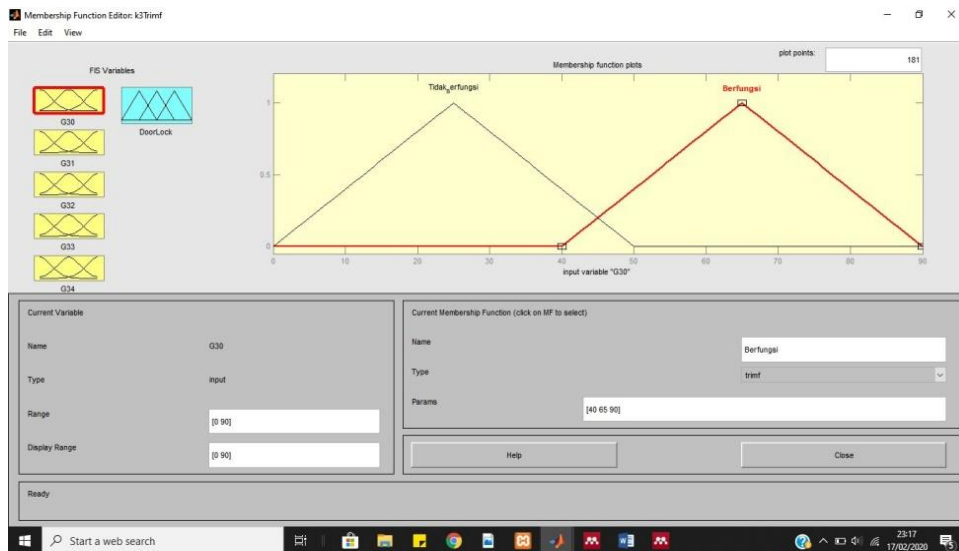 Membership Function Editor: k3Trimf
File Edit View
FIS Variables
G30
DoorLock
G31
G32
G33
G34
plot points:
181
Membership function plots
Tidakberfungsi
Berfungsi
1
0.5
0
0 10 20 30 40 50 60 70 80 90
input variable "G30"
Current Variable
Name G30
Type input
Range [0 90]
Display Range [0 90]
Current Membership Function (click on MF to select)
Name Berfungsi
Type trimf
Params [40 65 90]
Help Close
Ready
Start a web search
23:17
17/02/2020
5